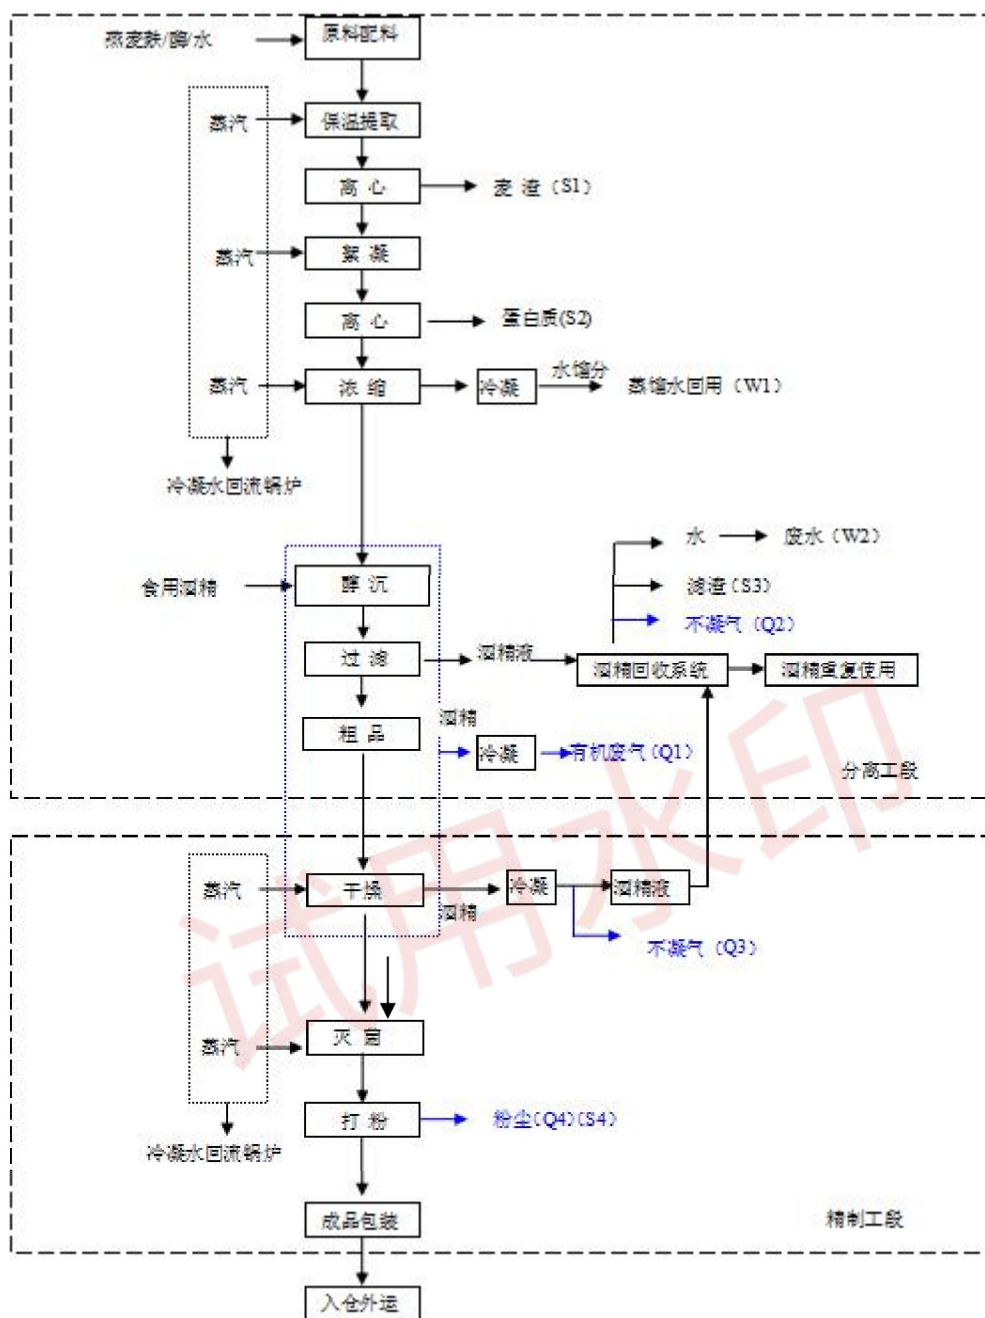 燕麦麸/酶/水
原料配料
蒸汽
保温提取
离 心
麦 渣（S1）
蒸汽
絮 凝
离 心
蛋白质(S2)
蒸汽
浓 缩
冷凝
水馏分
蒸馏水回用（W1）
冷凝水回流锅炉
水
废水（W2）
食用酒精
醇 沉
滤渣（S3）
不凝气（Q2）
过 滤
酒精液
酒精回收系统
酒精重复使用
粗 品
酒精
冷凝
有机废气(Q1)
分离工段
蒸汽
干燥
酒精
冷凝
酒精液
不凝气（Q3）
蒸汽
灭 菌
打 粉
粉尘(Q4)(S4)
冷凝水回流锅炉
成品包装
精制工段
入仓外运
试用水印